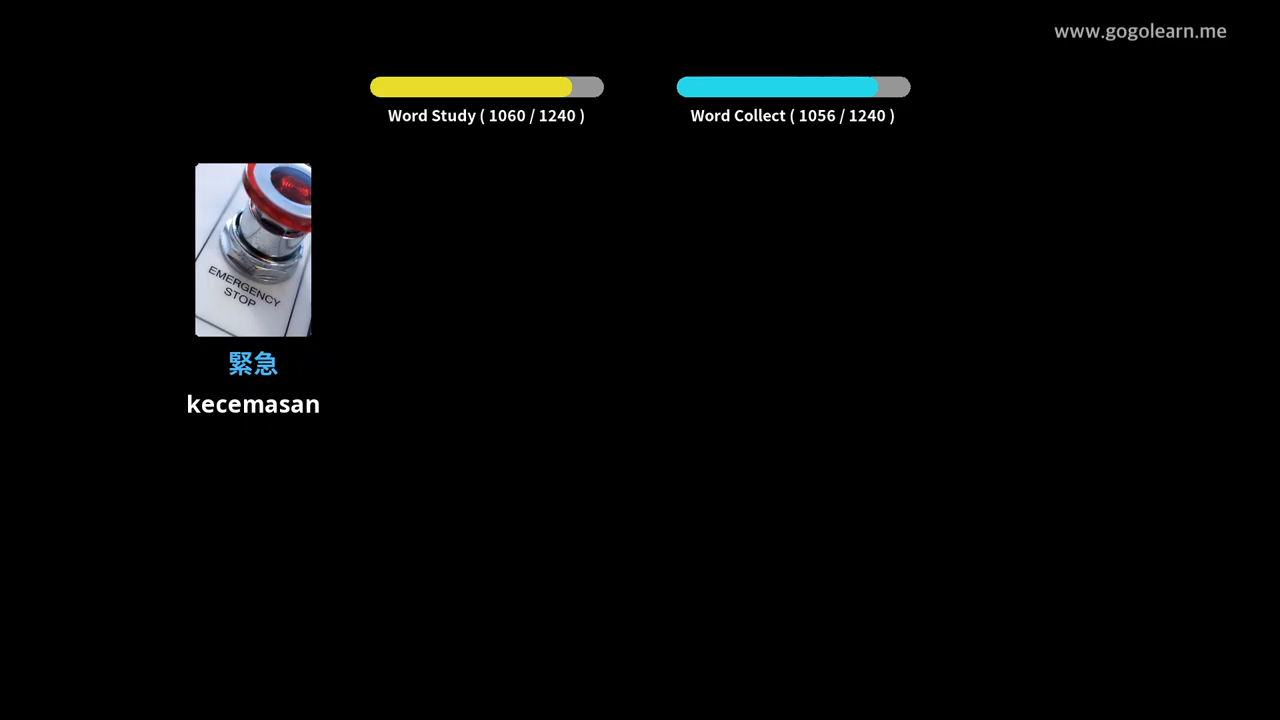 www.gogolearn.me
Word Study ( 1060 / 1240 )
Word Collect ( 1056 / 1240 )
EMERGENCY
STOP
緊急
kecemasan